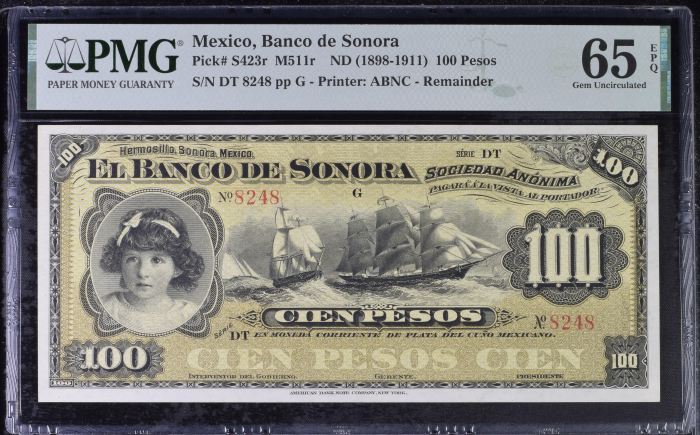 PMG®
PAPER MONEY GUARANTY
Mexico, Banco de Sonora
Pick# S423r M511r ND (1898-1911) 100 Pesos
S/N DT 8248 pp G - Printer: ABNC - Remainder
65 EPQ
Gem Uncirculated
100
Hermosillo, Sonora, Mexico.
SÉRIE DT
100
EL BANCO DE SONORA
SOCIEDAD ANÓNIMA
PAGARÁ Á LA VISTA AL PORTADOR
Nº 8248
G
100
CIEN PESOS
Nº 8248
SÉRIE DT
EN MONEDA CORRIENTE DE PLATA DEL CUÑO MEXICANO.
100
CIEN PESOS CIEN
100
INTERVENTOR DEL GOBIERNO.
GERENTE.
PRESIDENTE
AMERICAN BANK NOTE COMPANY, NEW YORK.